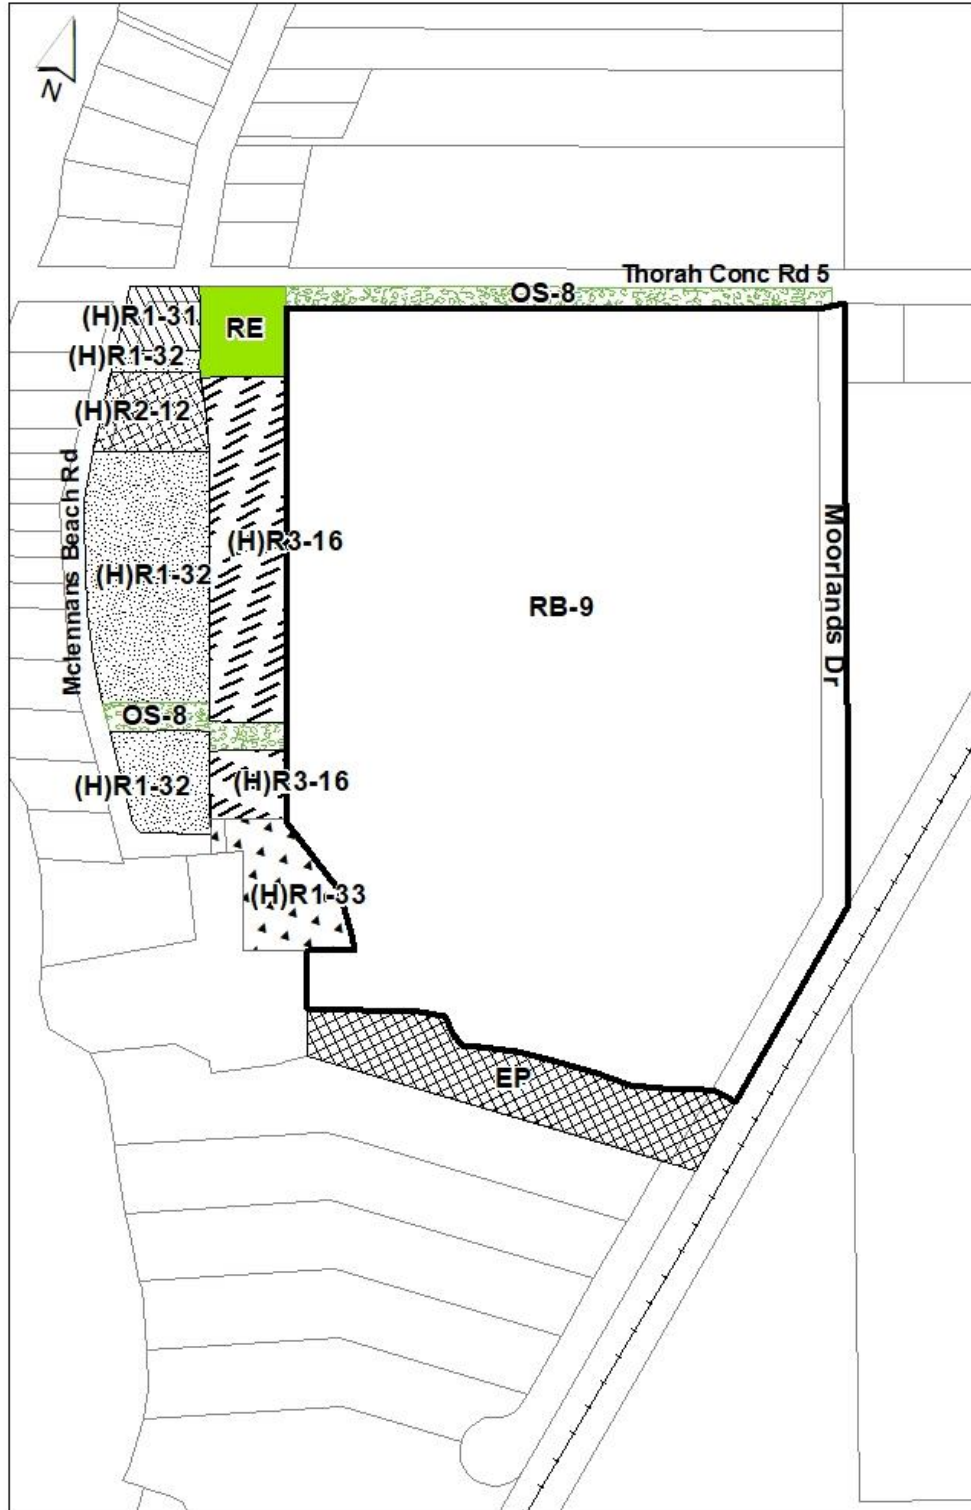 N
Thorah Conc Rd 5
OS-8
(H)R1-31
RE
(H)R1-32
(H)R2-12
Mclennans Beach Rd
(H)R3-16
(H)R1-32
Moorlands Dr
RB-9
OS-8
(H)R1-32
(H)R3-16
(H)R1-33
EP